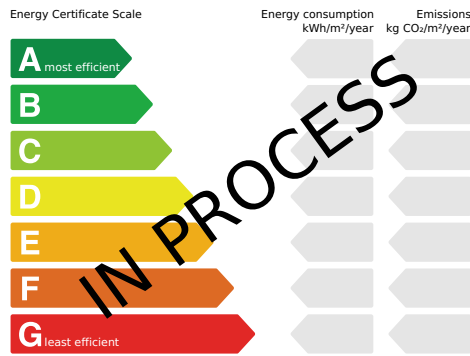 Energy Certificate Scale
Energy consumption
kWh/m²/year
Emissions
kg CO₂/m²/year
A most efficient
B
C
D
E
F
G least efficient
IN PROCESS